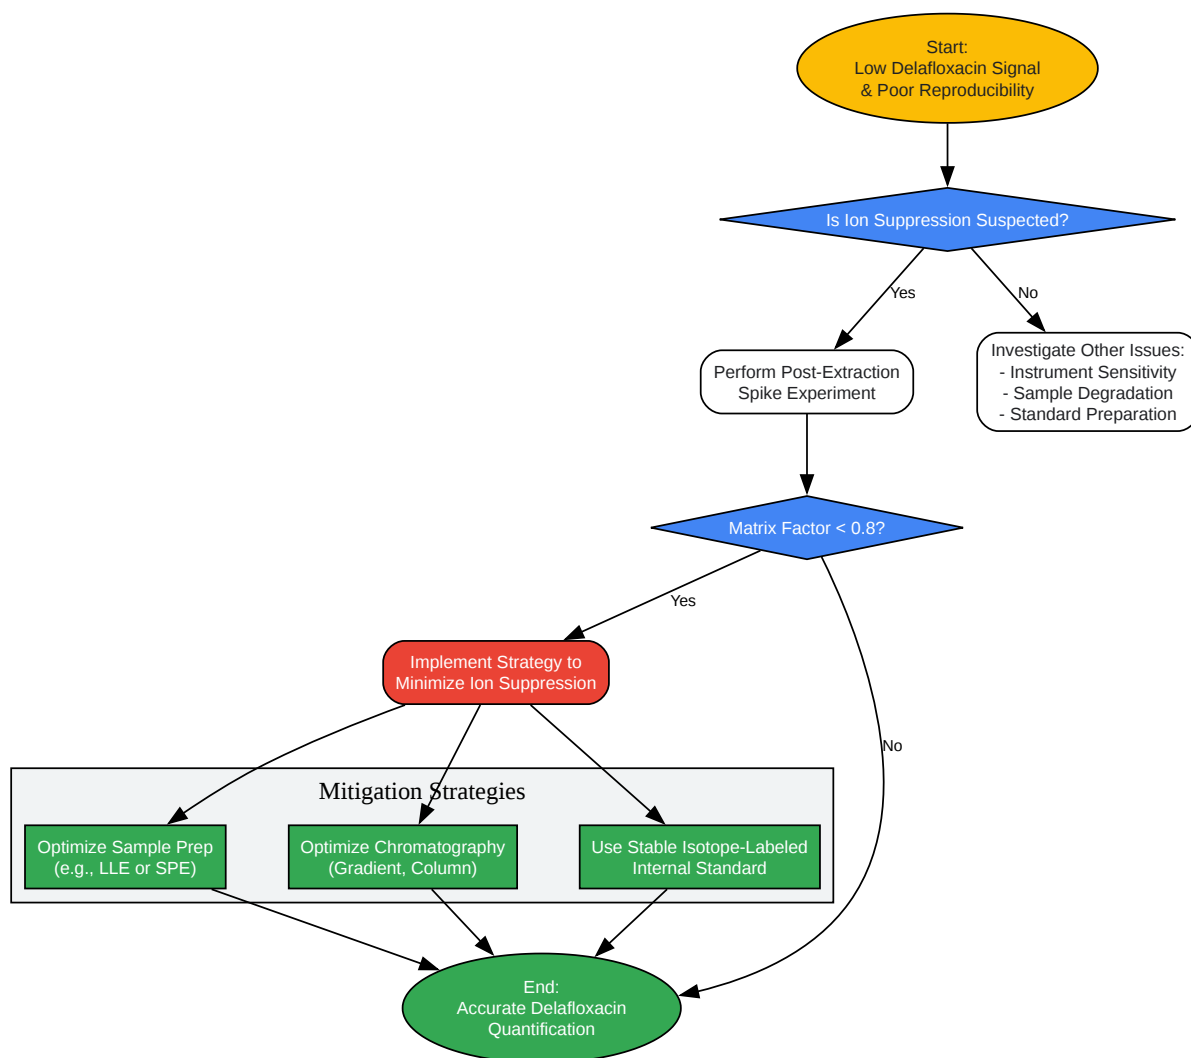 Start:
Low Delafloxacin Signal
& Poor Reproducibility
Is Ion Suppression Suspected?
Yes
No
Perform Post-Extraction
Spike Experiment
Investigate Other Issues:
- Instrument Sensitivity
- Sample Degradation
- Standard Preparation
Matrix Factor < 0.8?
Yes
No
Implement Strategy to
Minimize Ion Suppression
Mitigation Strategies
Optimize Sample Prep
(e.g., LLE or SPE)
Optimize Chromatography
(Gradient, Column)
Use Stable Isotope-Labeled
Internal Standard
End:
Accurate Delafloxacin
Quantification